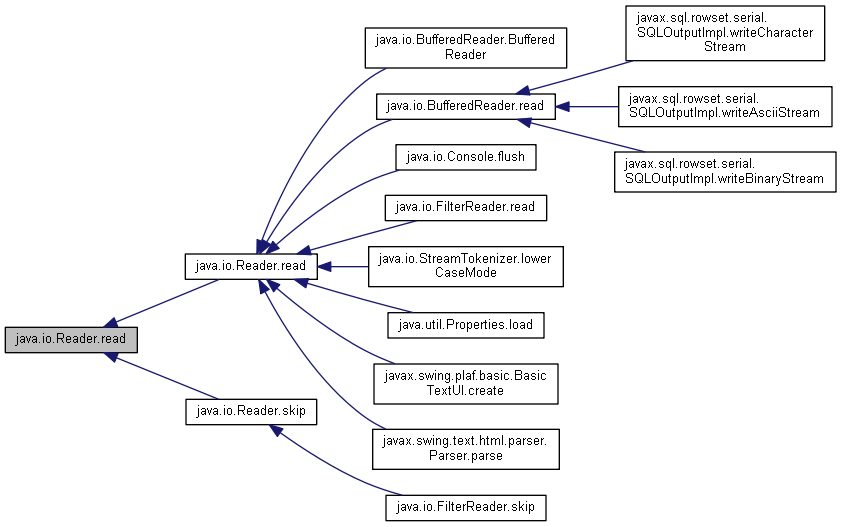 javax.sql.rowset.serial.
SQLOutputImpl.writeCharacter
Stream
java.io.BufferedReader.Buffered
Reader
javax.sql.rowset.serial.
SQLOutputImpl.writeAsciiStream
java.io.BufferedReader.read
java.io.Console.flush
javax.sql.rowset.serial.
SQLOutputImpl.writeBinaryStream
java.io.FilterReader.read
java.io.Reader.read
java.io.StreamTokenizer.lower
CaseMode
java.util.Properties.load
java.io.Reader.read
javax.swing.plaf.basic.Basic
TextUI.create
java.io.Reader.skip
javax.swing.text.html.parser.
Parser.parse
java.io.FilterReader.skip